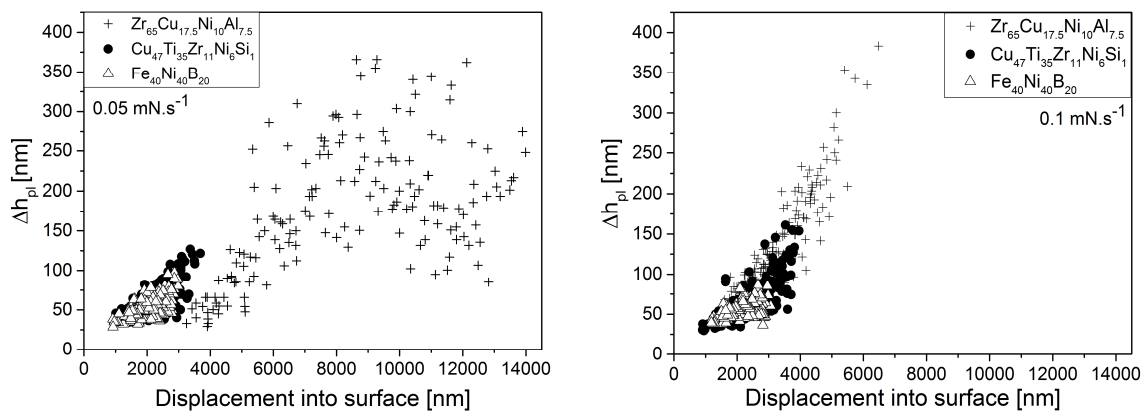 400
350
300
250
200
150
100
50
0
Δh_pl [nm]
+ Zr65Cu17.5Ni10Al7.5
● Cu47Ti35Zr11Ni6Si1
△ Fe40Ni40B20
0.05 mN.s⁻¹
0 2000 4000 6000 8000 10000 12000 14000
Displacement into surface [nm]
400
350
300
250
200
150
100
50
0
Δh_pl [nm]
+ Zr65Cu17.5Ni10Al7.5
● Cu47Ti35Zr11Ni6Si1
△ Fe40Ni40B20
0.1 mN.s⁻¹
0 2000 4000 6000 8000 10000 12000 14000
Displacement into surface [nm]